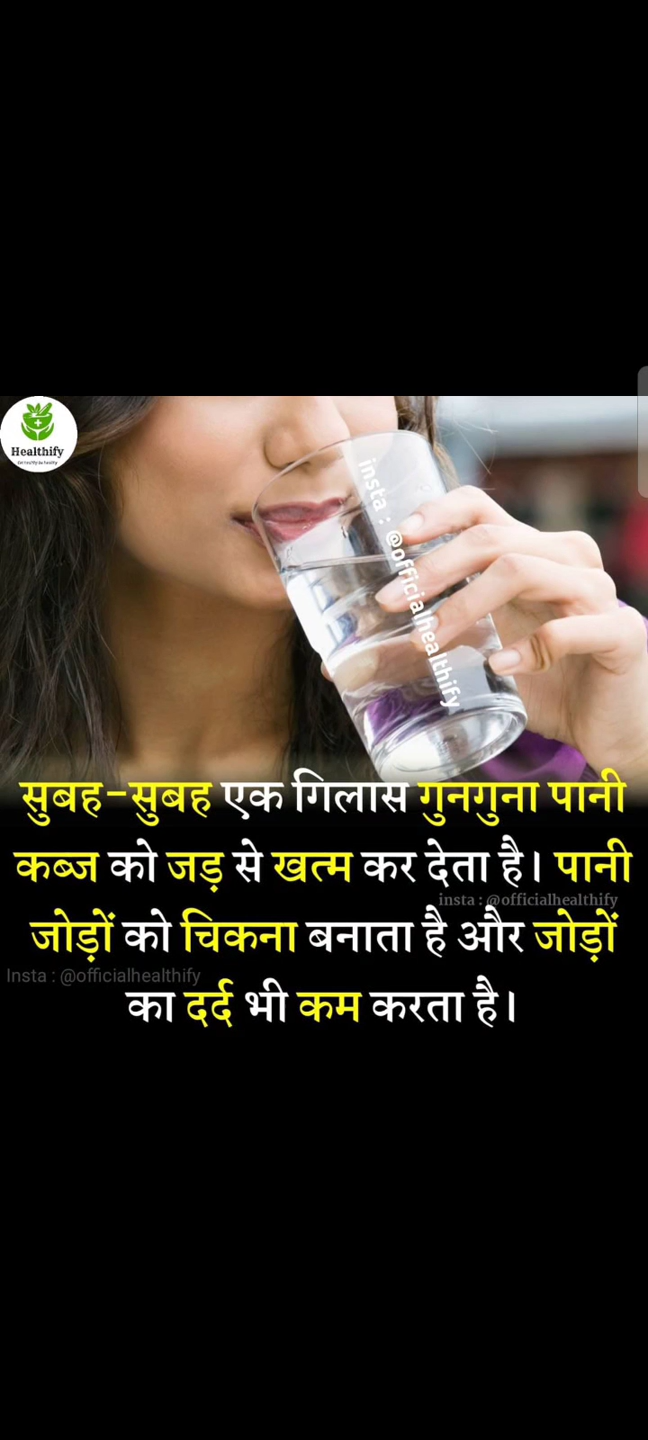 Healthify
insta : @officialhealthify
सुबह-सुबह एक गिलास गुनगुना पानी
कब्ज को जड़ से खत्म कर देता है। पानी
insta : @officialhealthify
जोड़ों को चिकना बनाता है और जोड़ों
Insta : @officialhealthify
का दर्द भी कम करता है।